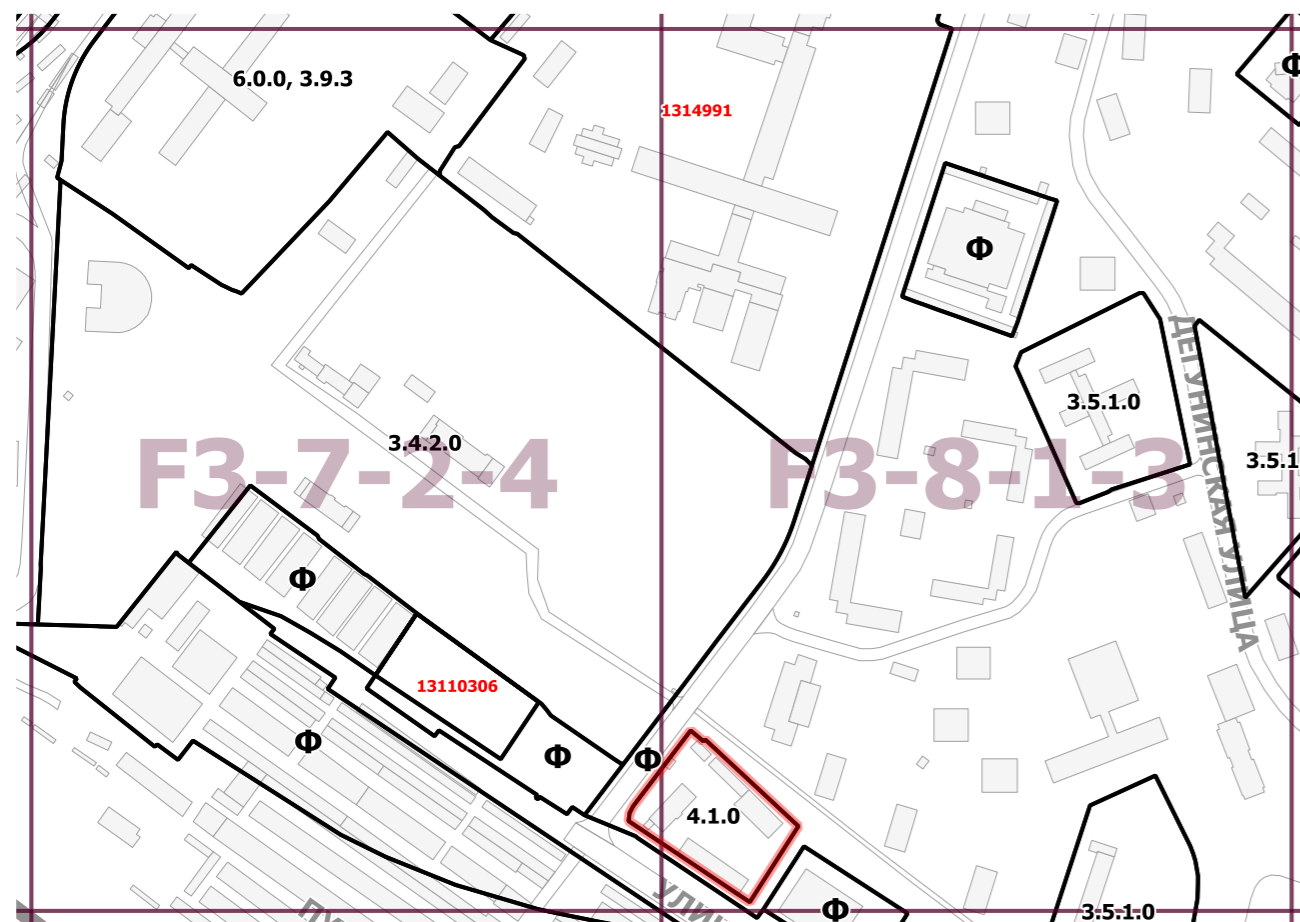 Ф
6.0.0, 3.9.3
1314991
Ф
3.5.1.0
3.4.2.0
3.5.1
F3-7-2-4
F3-8-1-3
ДЕГУНИНСКАЯ УЛИЦА
Ф
13110306
Ф
Ф
Ф
4.1.0
Ф
3.5.1.0